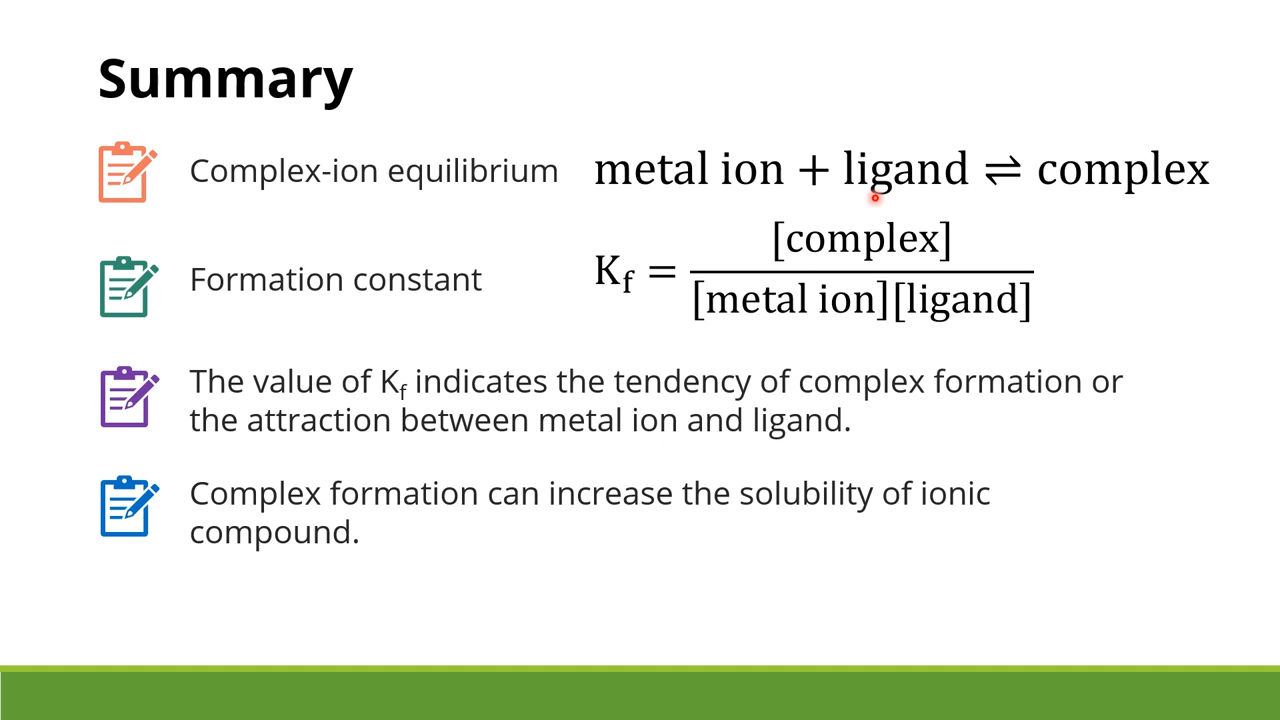 Summary
Complex-ion equilibrium metal ion + ligand ⇌ complex
Formation constant K_f = [complex] / [metal ion][ligand]
The value of K_f indicates the tendency of complex formation or
the attraction between metal ion and ligand.
Complex formation can increase the solubility of ionic
compound.